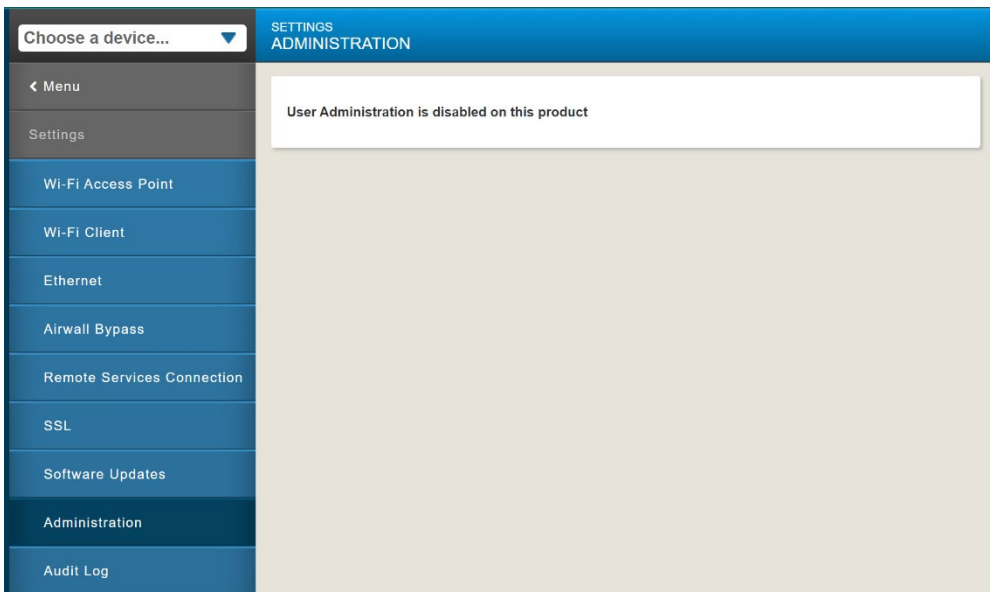 Choose a device...
SETTINGS
ADMINISTRATION
Menu
Settings
Wi-Fi Access Point
Wi-Fi Client
Ethernet
Airwall Bypass
Remote Services Connection
SSL
Software Updates
Administration
Audit Log
User Administration is disabled on this product